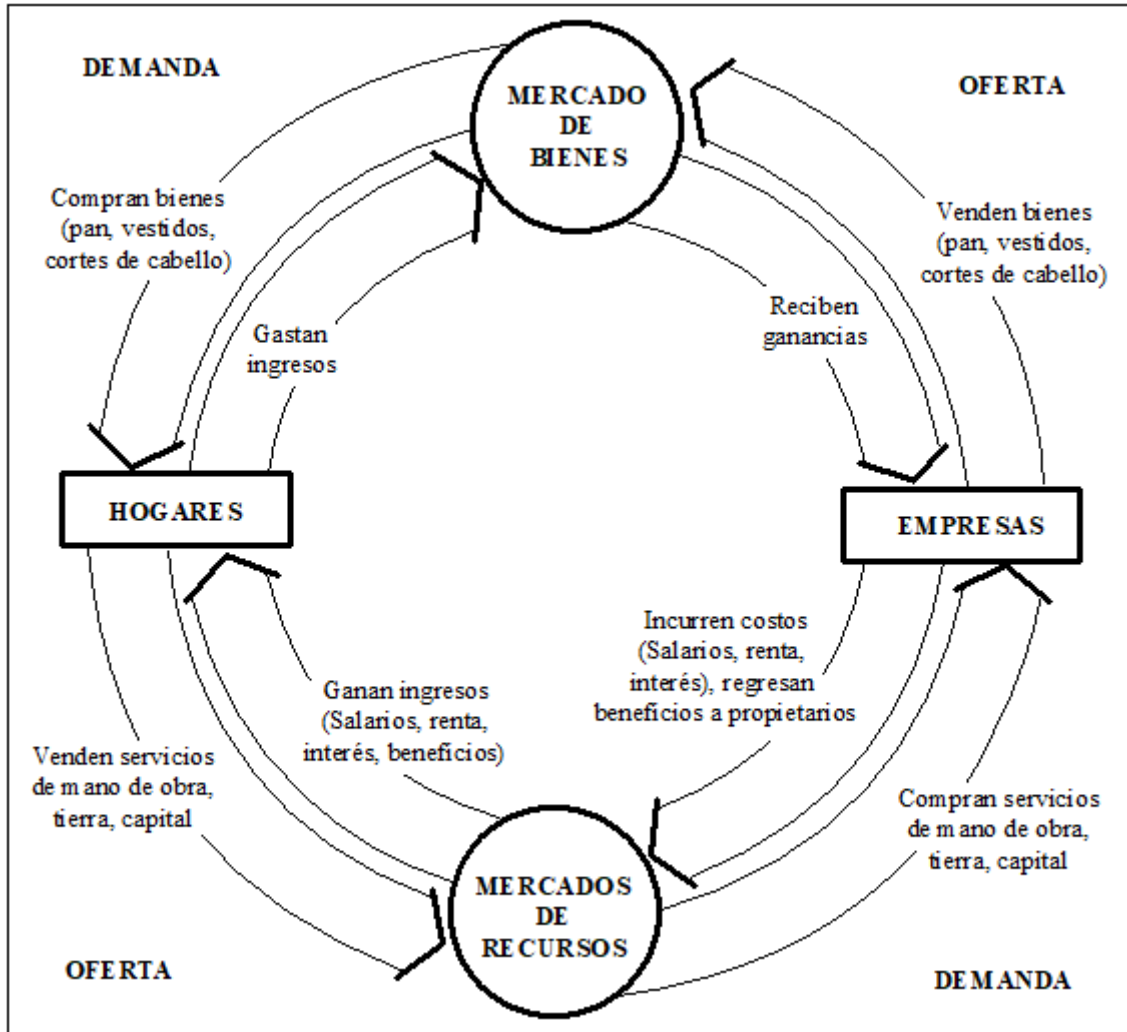 DEMANDA
MERCADO
DE
BIENES
OFERTA
Compran bienes
(pan, vestidos,
cortes de cabello)
Venden bienes
(pan, vestidos,
cortes de cabello)
Gastan
ingresos
Reciben
ganancias
HOGARES
EMPRESAS
Incurren costos
(Salarios, renta,
interés), regresan
beneficios a propietarios
Ganan ingresos
(Salarios, renta,
interés, beneficios)
Venden servicios
de mano de obra,
tierra, capital
Compran servicios
de mano de obra,
tierra, capital
MERCADOS
DE
RECURSOS
OFERTA
DEMANDA